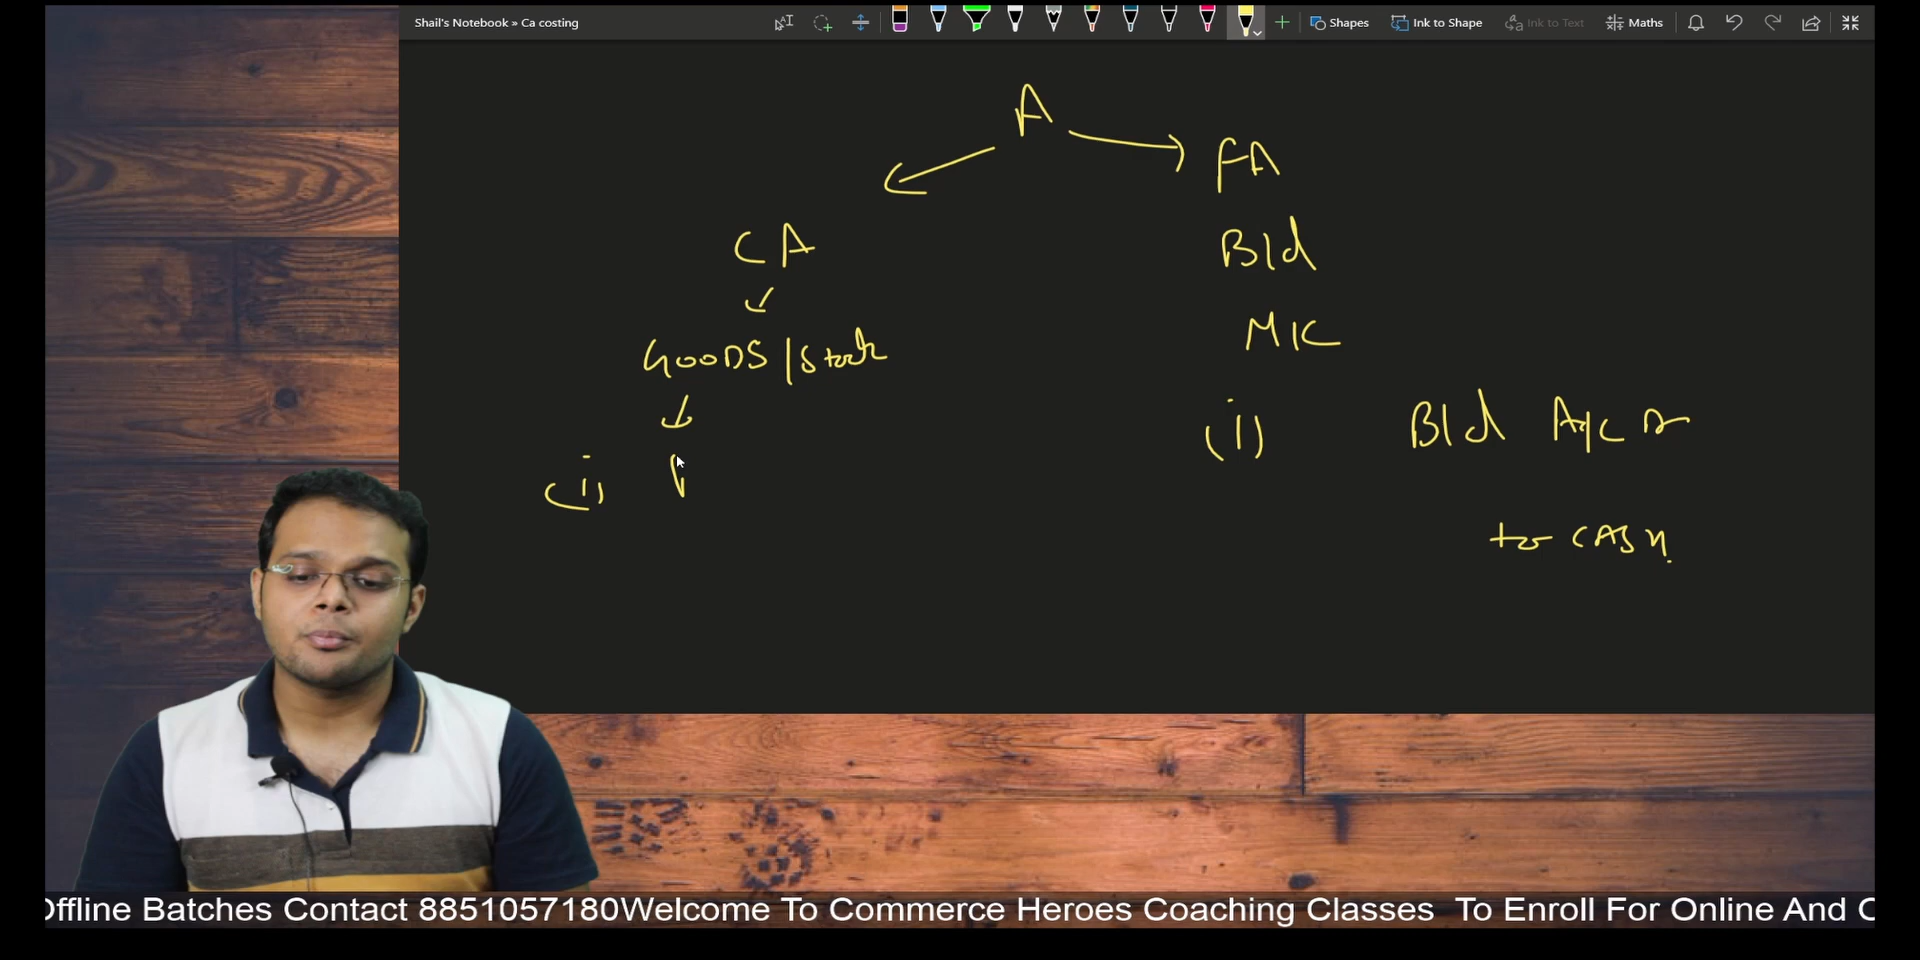 Shail's Notebook » Ca costing
Shapes
Ink to Shape
Ink to Text
Maths
A
FA
CA
Bld
GOODS/Stock
M/C
(i)
Bld A/C Dr
(i)
to CASH
Offline Batches Contact 8851057180Welcome To Commerce Heroes Coaching Classes To Enroll For Online And O